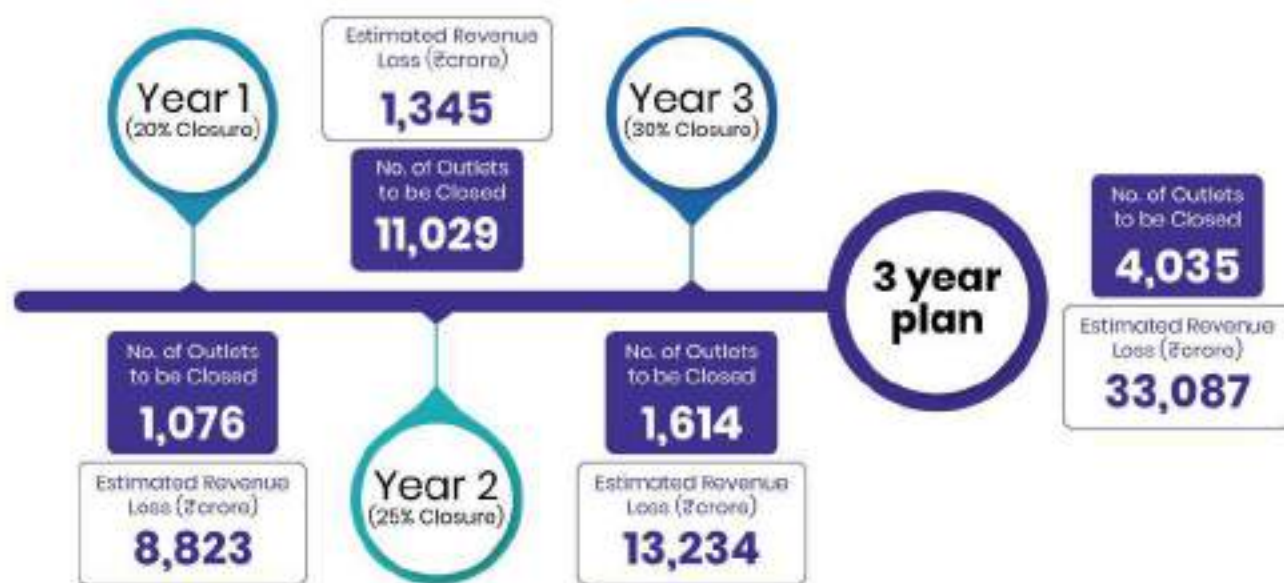 Year 1
(20% Closure)
No. of Outlets
to be Closed
1,076
Estimated Revenue
Loss (₹crore)
8,823
Estimated Revenue
Loss (₹crore)
1,345
No. of Outlets
to be Closed
11,029
Year 2
(25% Closure)
Year 3
(30% Closure)
No. of Outlets
to be Closed
1,614
Estimated Revenue
Loss (₹crore)
13,234
3 year
plan
No. of Outlets
to be Closed
4,035
Estimated Revenue
Loss (₹crore)
33,087